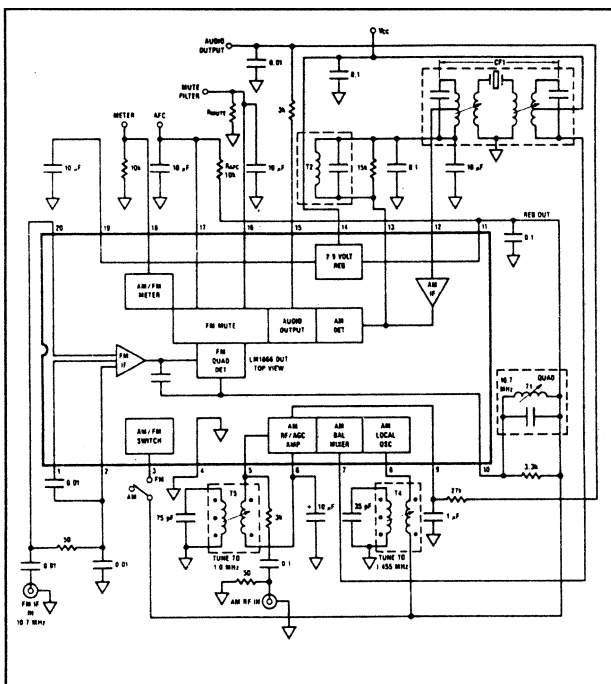 VCC
AUDIO
OUTPUT
0.01
CF1
0.1
MUTE
FILTER
RMUTE
3k
METER
AFC
10 µF
10k
10 µF
RAFC
10k
10 µF
T2
15k
0.1
10 µF
REG OUT
0.1
20
19
18
17
16
15
14
13
12
11
AM/FM
METER
FM MUTE
AUDIO
OUTPUT
AM
DET
VOLT
REG
AM
IF
FM
IF
FM
QUAD
DET
DUT
TOP VIEW
10.7
MHz
QUAD
T1
AM/FM
SWITCH
AM
RF/AGC
AMP
AM
BAL
MIXER
AM
LOCAL
OSC
1
2
3
4
5
6
7
8
9
10
3.3k
0.01
FM
AM
T5
75 pF
3k
+
10 µF
35 pF
T4
27k
1 µF
50
TUNE TO
1.0 MHz
TUNE TO
1.455 MHz
0.01
0.01
50
0.1
FM IF
IN
10.7 MHz
AM RF IN